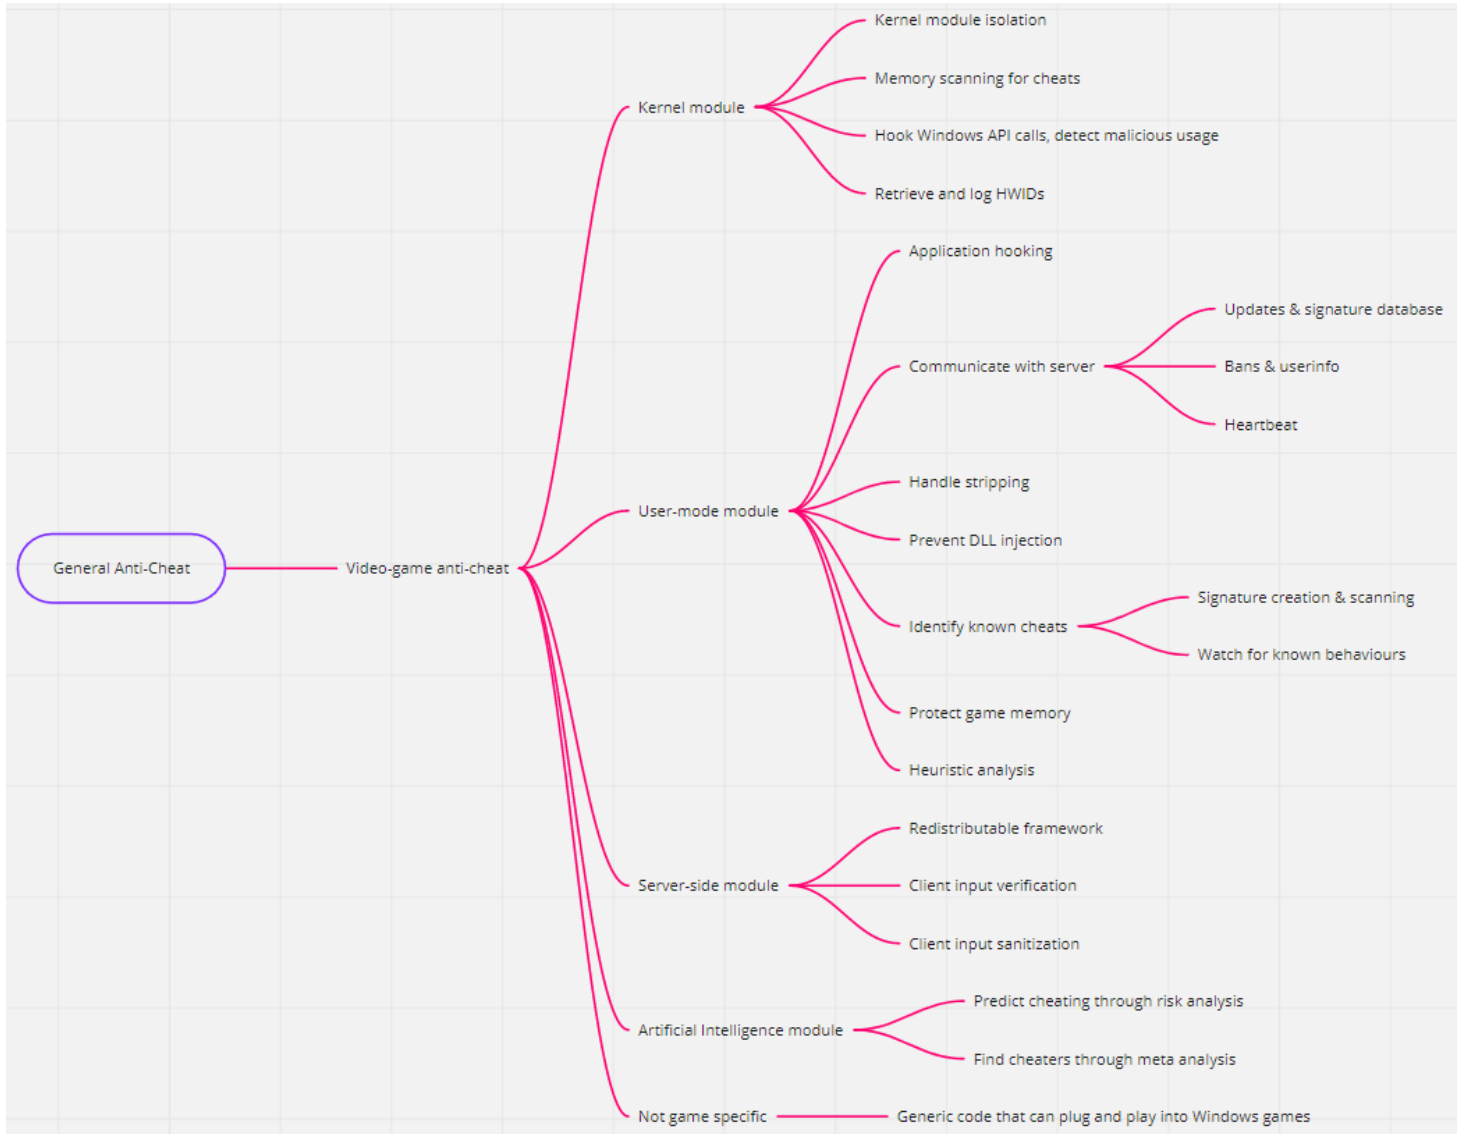 General Anti-Cheat
Video-game anti-cheat
Kernel module
Kernel module isolation
Memory scanning for cheats
Hook Windows API calls, detect malicious usage
Retrieve and log HWIDs
User-mode module
Application hooking
Communicate with server
Updates & signature database
Bans & userinfo
Heartbeat
Handle stripping
Prevent DLL injection
Identify known cheats
Signature creation & scanning
Watch for known behaviours
Protect game memory
Heuristic analysis
Server-side module
Redistributable framework
Client input verification
Client input sanitization
Artificial Intelligence module
Predict cheating through risk analysis
Find cheaters through meta analysis
Not game specific
Generic code that can plug and play into Windows games